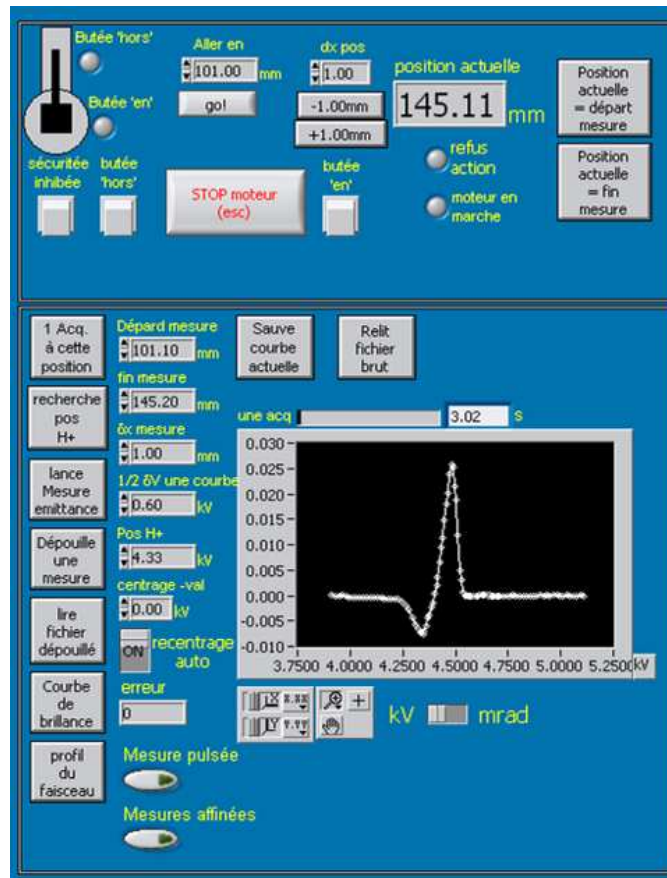 Butée 'hors'
Butée 'en'
Aller en
101.00 mm
go!
dx pos
1.00
-1.00mm
+1.00mm
position actuelle
145.11 mm
Position
actuelle
= départ
mesure
sécuritée
inhibée
butée
'hors'
STOP moteur
(esc)
butée
'en'
refus
action
moteur en
marche
Position
actuelle
= fin
mesure
1 Acq.
à cette
position
recherche
pos
H+
lance
Mesure
emittance
Dépouille
une
mesure
lire
fichier
dépouillé
Courbe
de
brillance
profil
du
faisceau
Départd mesure
101.10 mm
fin mesure
145.20 mm
δx mesure
1.00 mm
1/2 δV une courbe
0.60 kV
Pos H+
4.33 kV
centrage -val
0.00 kV
ON
recentrage
auto
erreur
0
Mesure pulsée
Mesures affinées
Sauve
courbe
actuelle
Relit
fichier
brut
une acq
3.02 s
0.030
0.025
0.020
0.015
0.010
0.005
0.000
-0.005
-0.010
3.7500 4.0000 4.2500 4.5000 4.7500 5.0000 5.2500 kV
X X.XX
Y Y.YY
kV mrad